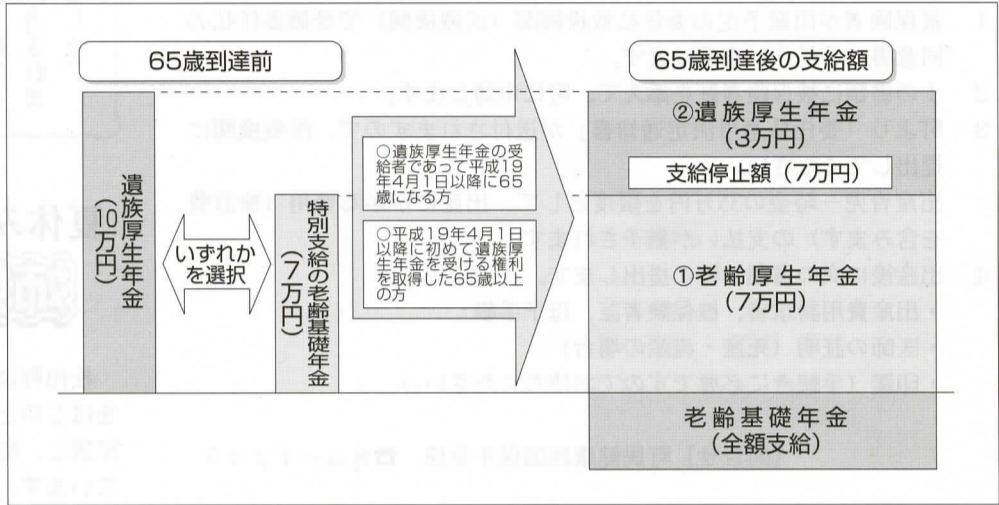 65歳到達前
65歳到達後の支給額
遺族厚生年金
(10万円)
いずれか
を選択
特別支給の老齢基礎年金
(7万円)
○遺族厚生年金の受
給者であって平成19
年4月1日以降に65
歳になる方
○平成19年4月1日
以降に初めて遺族厚
生年金を受ける権利
を取得した65歳以上
の方
②遺族厚生年金
(3万円)
支給停止額(7万円)
①老齢厚生年金
(7万円)
老齢基礎年金
(全額支給)